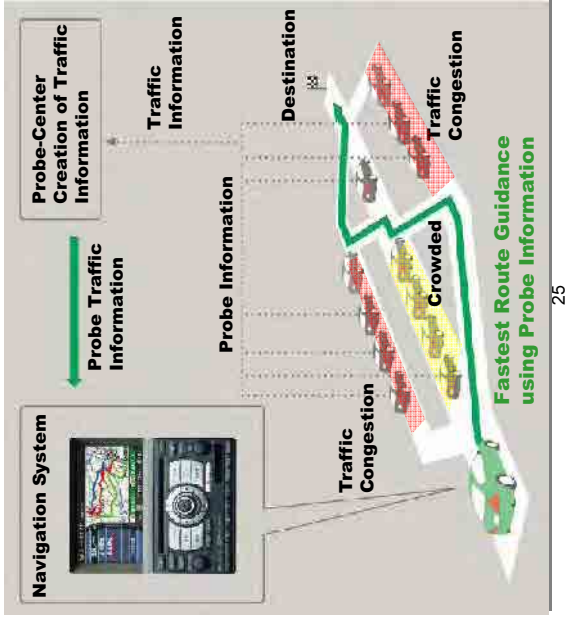 Navigation System
Probe Traffic
Information
Probe-Center
Creation of Traffic
Information
Traffic
Information
Probe Information
Destination
Traffic
Congestion
Crowded
Traffic
Congestion
Fastest Route Guidance
using Probe Information
25